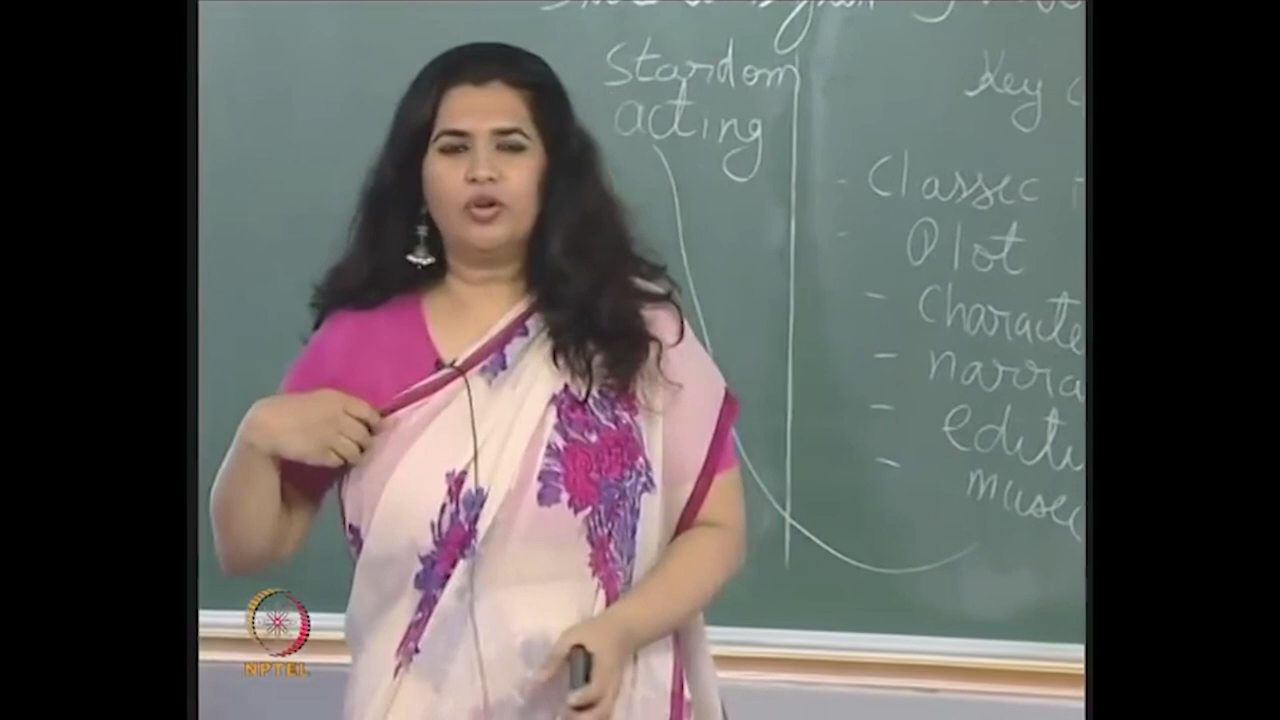 Stardom
acting
Key
- Classic
- Plot
- Characte
- narra
- editi
- music
NPTEL